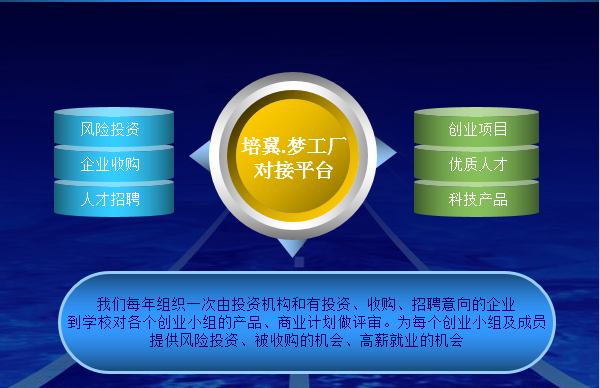 风险投资
企业收购
人才招聘
培翼.梦工厂
对接平台
创业项目
优质人才
科技产品
我们每年组织一次由投资机构和有投资、收购、招聘意向的企业
到学校对各个创业小组的产品、商业计划做评审。为每个创业小组及成员
提供风险投资、被收购的机会、高薪就业的机会